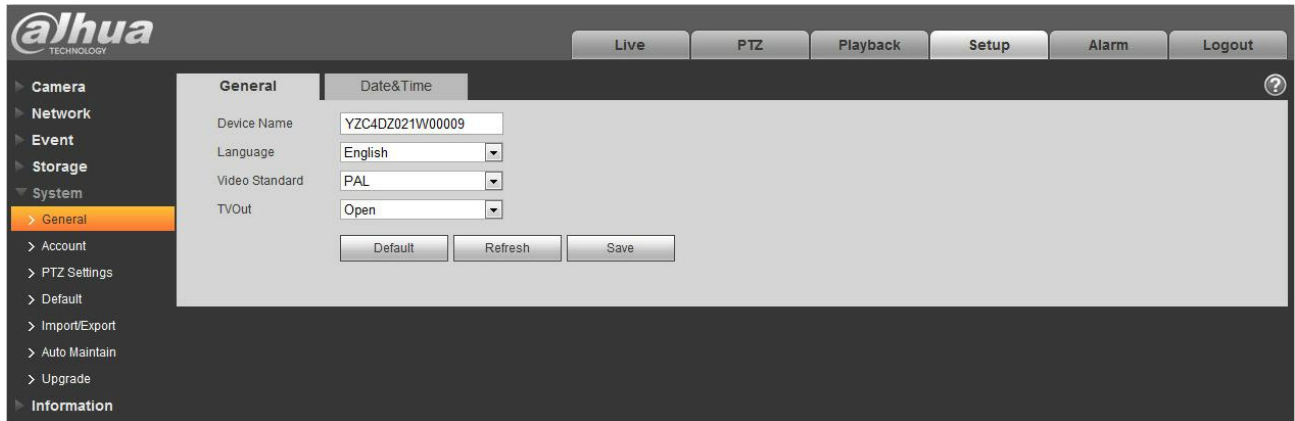 alhua
TECHNOLOGY
Live PTZ Playback Setup Alarm Logout
Camera
Network
Event
Storage
System
General
Account
PTZ Settings
Default
Import/Export
Auto Maintain
Upgrade
Information
General Date&Time
?
Device Name YZC4DZ021W00009
Language English
Video Standard PAL
TVOut Open
Default Refresh Save